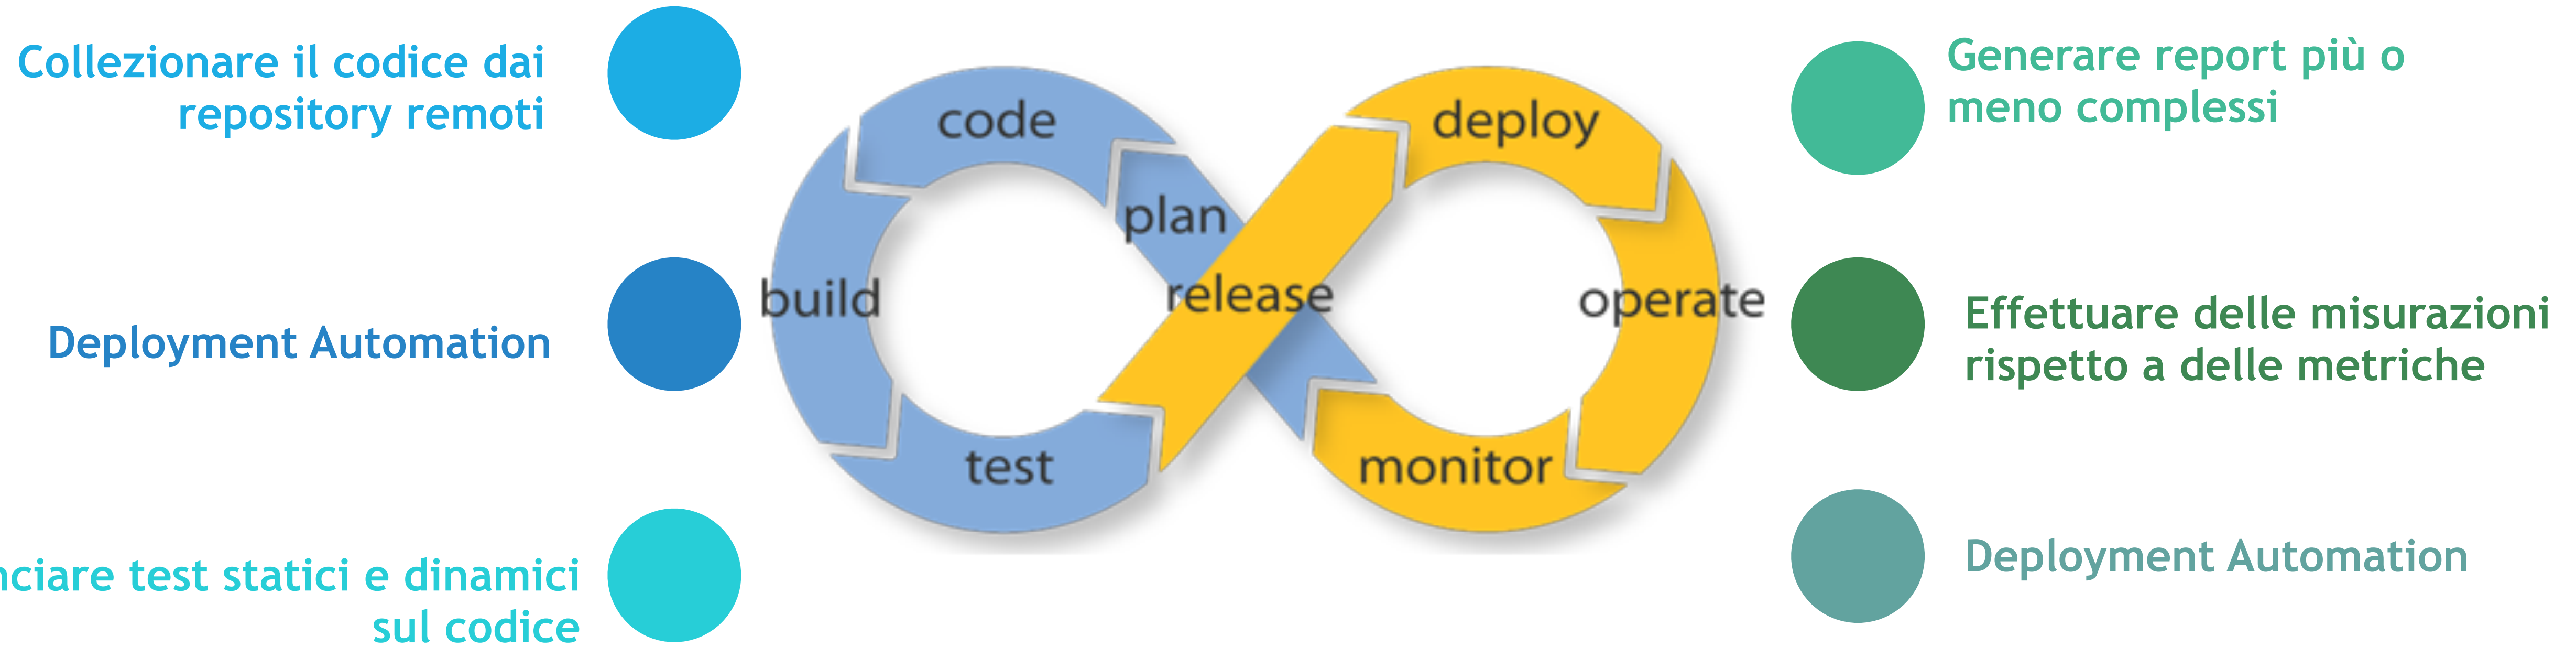 Collezionare il codice dai
repository remoti
Deployment Automation
test statici e dinamici
sul codice
code
plan
build
release
test
deploy
operate
monitor
Generare report più o
meno complessi
Effettuare delle misurazioni
rispetto a delle metriche
Deployment Automation